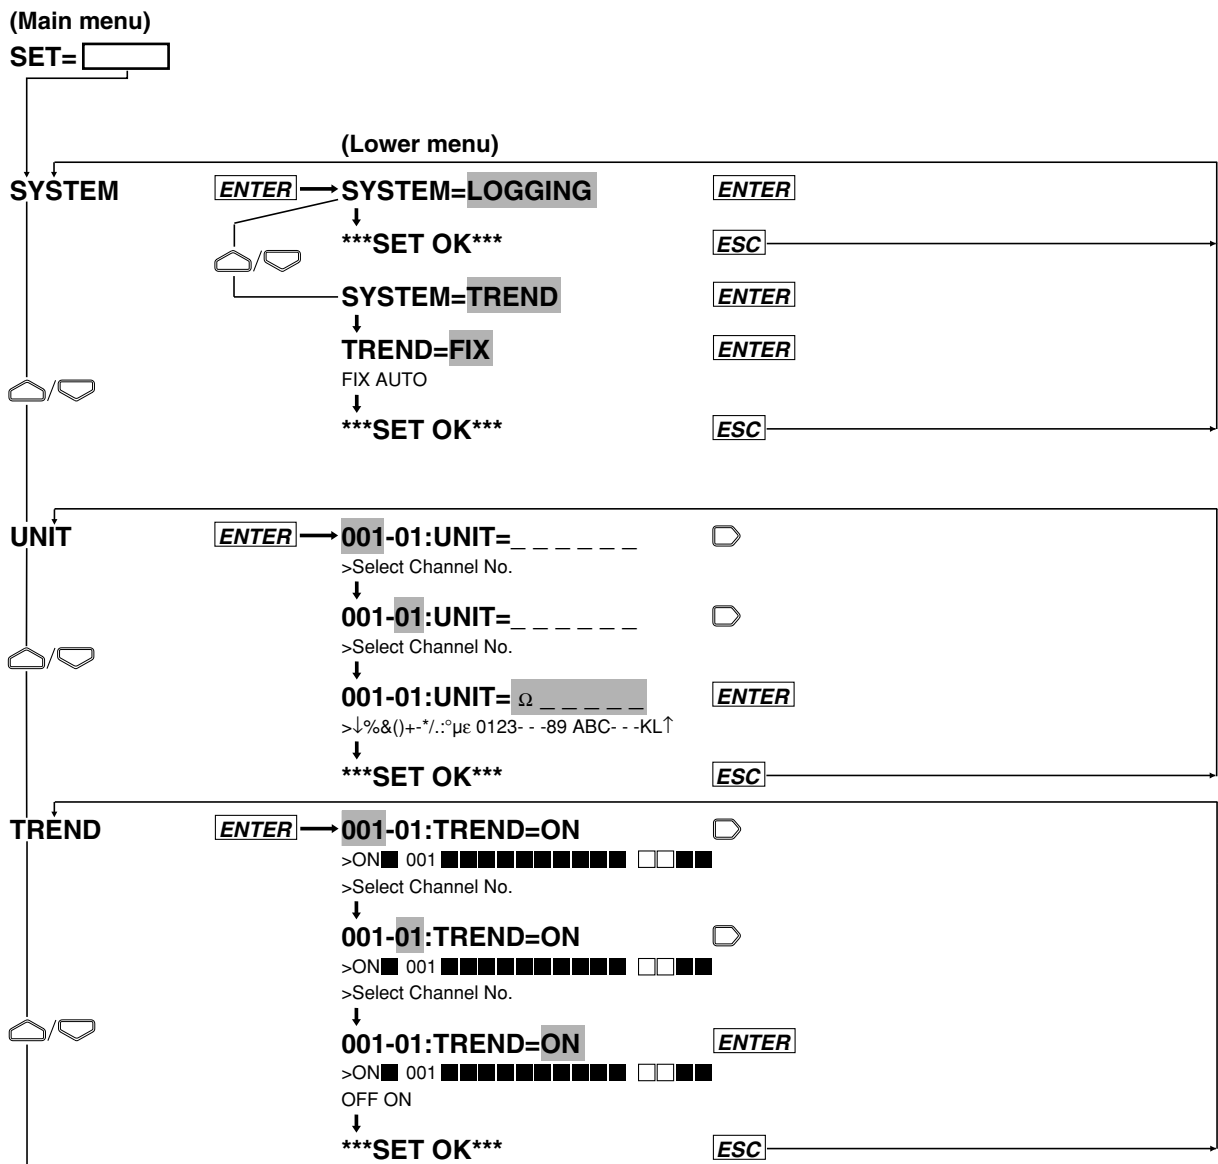 (Main menu)
SET=
(Lower menu)
SYSTEM ENTER SYSTEM=LOGGING ENTER
***SET OK*** ESC
/
SYSTEM=TREND ENTER
TREND=FIX ENTER
/
FIX AUTO
***SET OK*** ESC
UNIT ENTER 001-01:UNIT=_ _ _ _ _ _
>Select Channel No.
001-01:UNIT=_ _ _ _ _ _
>Select Channel No.
/
001-01:UNIT= Ω _ _ _ _ _ ENTER
>↓%&()+-*/.:°με 0123- - -89 ABC- - -KL↑
***SET OK*** ESC
TREND ENTER 001-01:TREND=ON
>ON■ 001 ■■■■■■■■■■ □□■■
>Select Channel No.
001-01:TREND=ON
>ON■ 001 ■■■■■■■■■■ □□■■
>Select Channel No.
/
001-01:TREND=ON ENTER
>ON■ 001 ■■■■■■■■■■ □□■■
OFF ON
***SET OK*** ESC